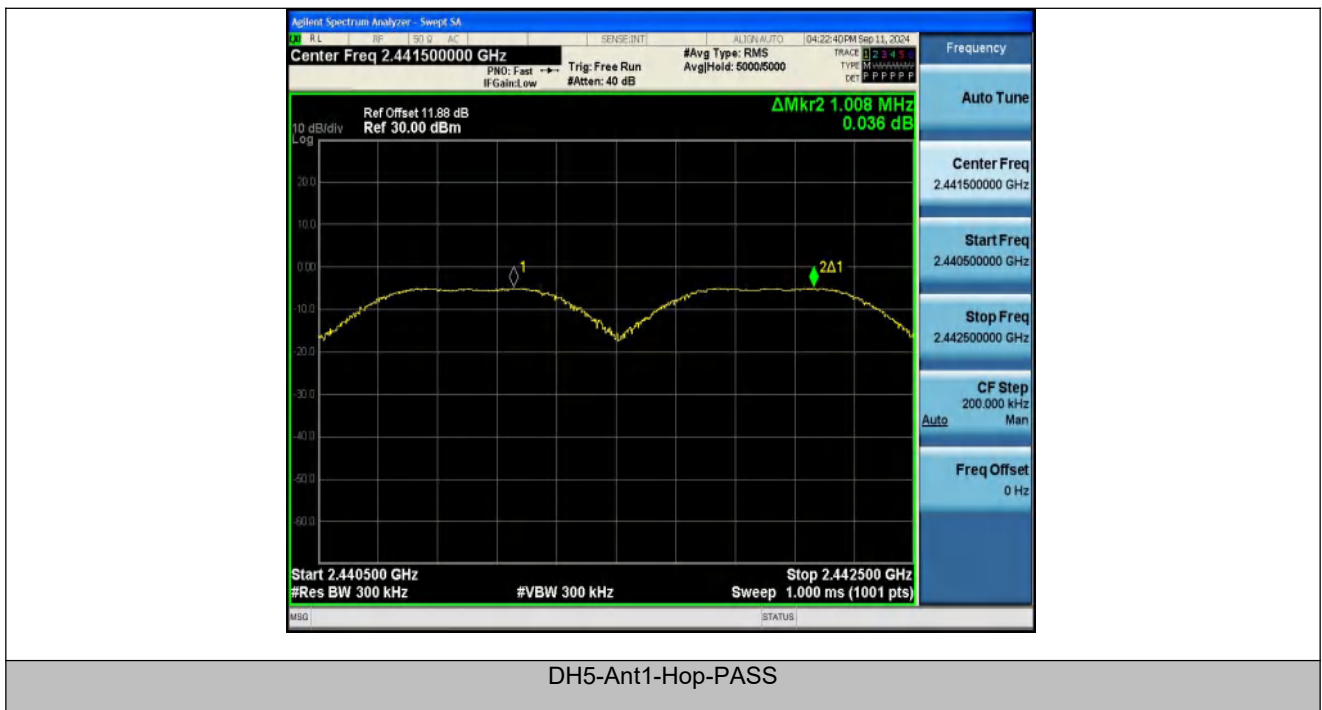 Agilent Spectrum Analyzer - Swept SA
RL RF 50 Ω AC SENSE:INT ALIGN AUTO 04:22:40 PM Sep 11, 2024
Center Freq 2.441500000 GHz
PNO: Fast
IFGain:Low
Trig: Free Run
#Atten: 40 dB
#Avg Type: RMS
Avg|Hold: 5000/5000
TRACE 1 2 3 4 5 6
TYPE M
DET P P P P P P
Ref Offset 11.88 dB
10 dB/div Ref 30.00 dBm
Log
ΔMkr2 1.008 MHz
0.036 dB
20.0
10.0
0.00
-10.0
-20.0
-30.0
-40.0
-50.0
-60.0
1
2Δ1
Start 2.440500 GHz
Stop 2.442500 GHz
#Res BW 300 kHz
#VBW 300 kHz
Sweep 1.000 ms (1001 pts)
MSG
STATUS
Frequency
Auto Tune
Center Freq
2.441500000 GHz
Start Freq
2.440500000 GHz
Stop Freq
2.442500000 GHz
CF Step
200.000 kHz
Auto Man
Freq Offset
0 Hz
DH5-Ant1-Hop-PASS